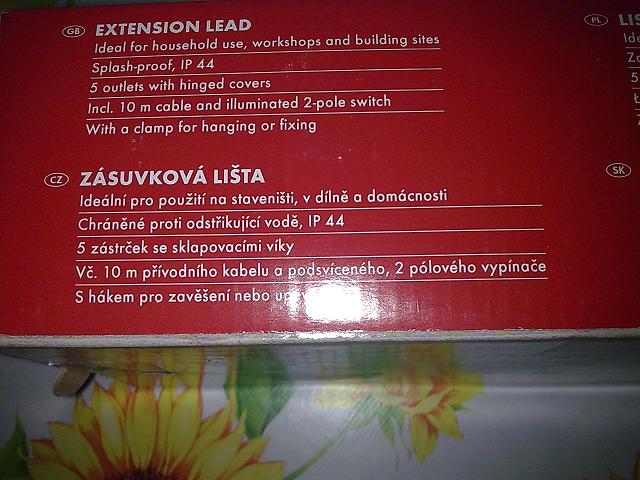 GB EXTENSION LEAD
Ideal for household use, workshops and building sites
Splash-proof, IP 44
5 outlets with hinged covers
Incl. 10 m cable and illuminated 2-pole switch
With a clamp for hanging or fixing
CZ ZÁSUVKOVÁ LIŠTA
Ideální pro použití na staveništi, v dílně a domácnosti
Chráněné proti odstřikující vodě, IP 44
5 zástrček se sklapovacími víky
Vč. 10 m přívodního kabelu a podsvíceného, 2 pólového vypínače
S hákem pro zavěšení nebo
PL
5
SK